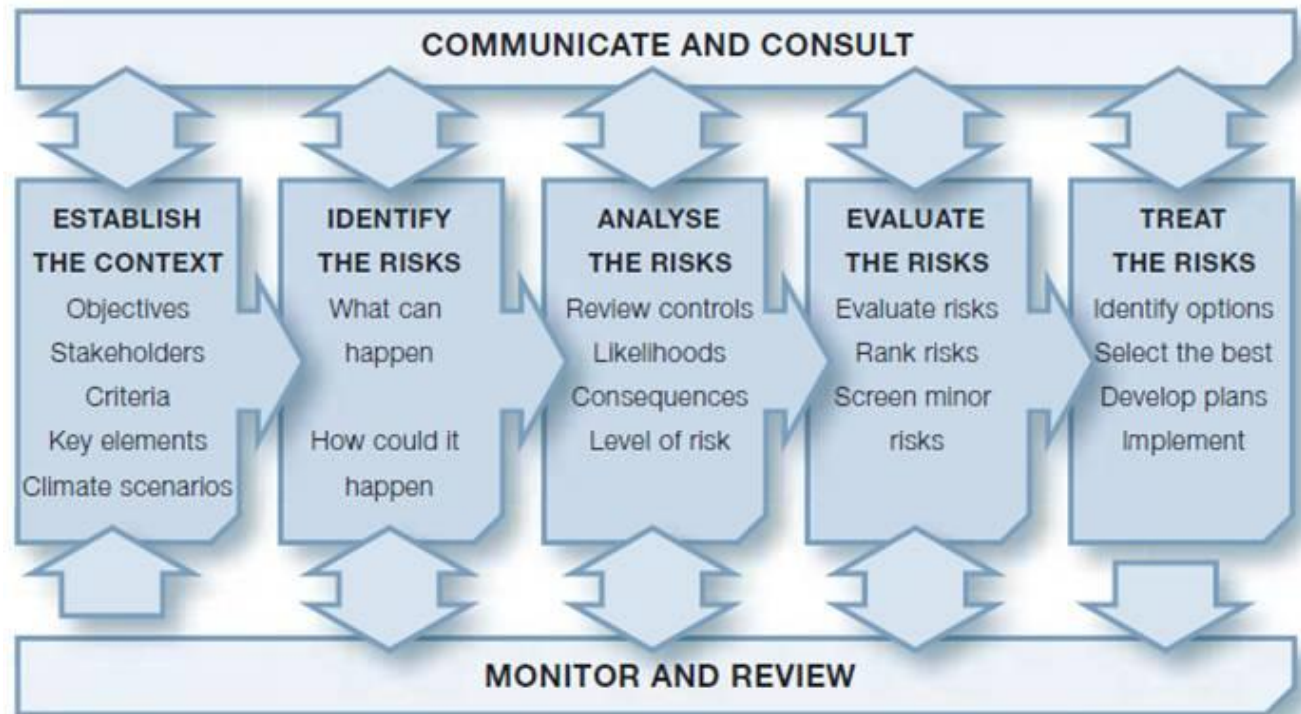 COMMUNICATE AND CONSULT
ESTABLISH
THE CONTEXT
Objectives
Stakeholders
Criteria
Key elements
Climate scenarios
IDENTIFY
THE RISKS
What can
happen
How could it
happen
ANALYSE
THE RISKS
Review controls
Likelihoods
Consequences
Level of risk
EVALUATE
THE RISKS
Evaluate risks
Rank risks
Screen minor
risks
TREAT
THE RISKS
Identify options
Select the best
Develop plans
Implement
MONITOR AND REVIEW